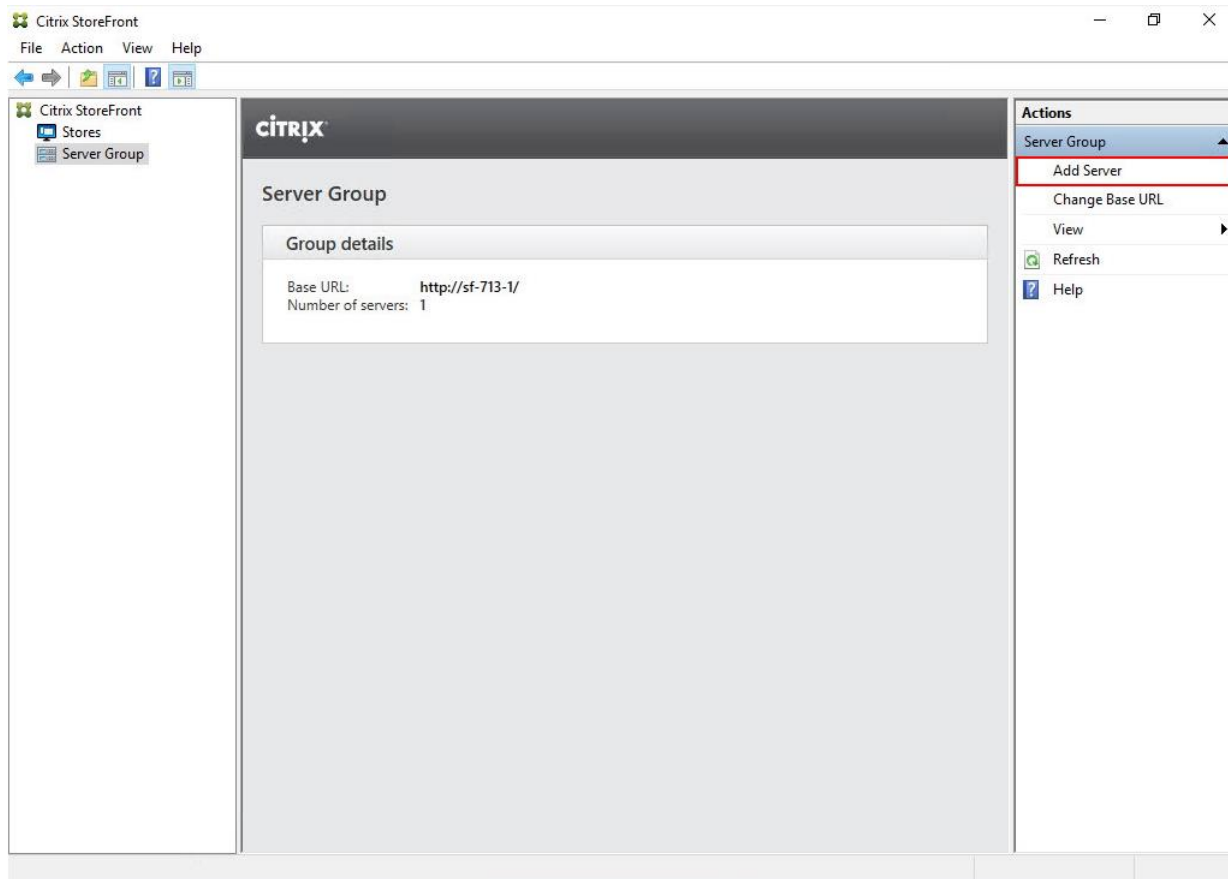 Citrix StoreFront
File Action View Help
Citrix StoreFront
Stores
Server Group
CITRIX
Server Group
Group details
Base URL: http://sf-713-1/
Number of servers: 1
Actions
Server Group
Add Server
Change Base URL
View
Refresh
Help